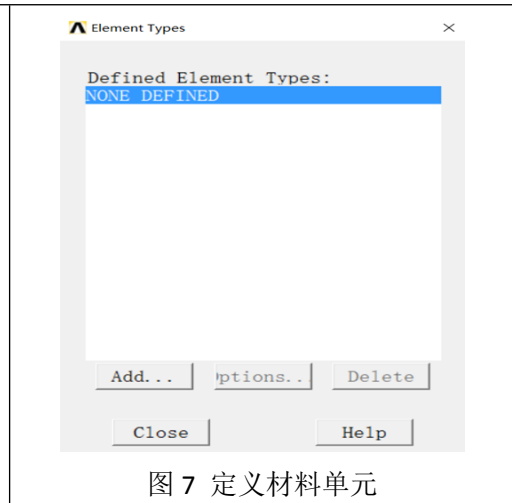 Element Types
Defined Element Types:
NONE DEFINED
Add... ptions.. Delete
Close Help
图 7 定义材料单元